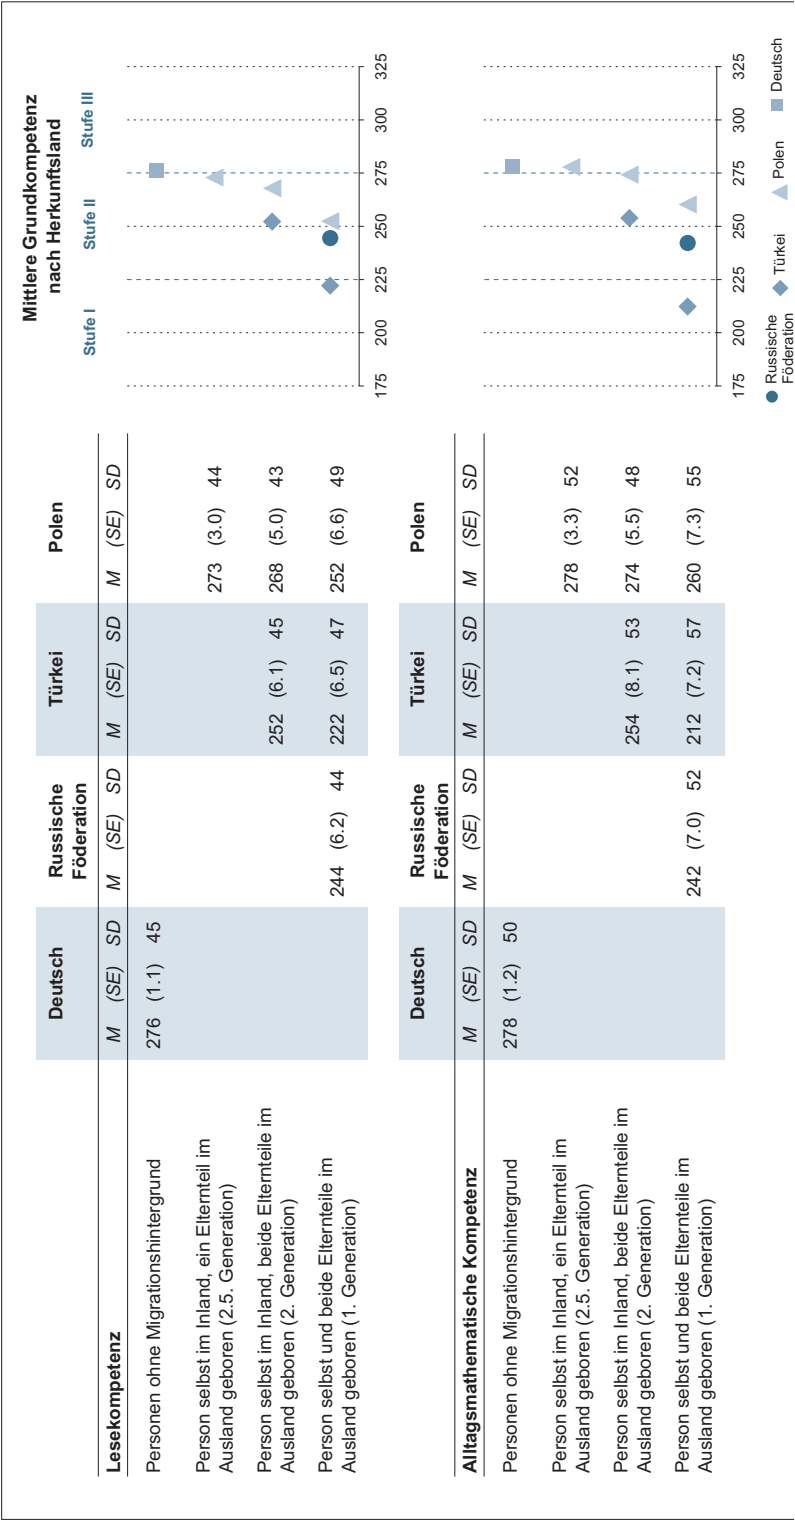 Mittlere Grundkompetenz
nach Herkunftsland
Deutsch
Russische
Föderation
Türkei
Polen
Stufe I Stufe II Stufe III
Lesekompetenz M (SE) SD M (SE) SD M (SE) SD M (SE) SD
Personen ohne Migrationshintergrund 276 (1.1) 45
Person selbst im Inland, ein Elternteil im
Ausland geboren (2.5. Generation) 273 (3.0) 44
Person selbst im Inland, beide Elternteile im
Ausland geboren (2. Generation) 252 (6.1) 45 268 (5.0) 43
Person selbst und beide Elternteile im
Ausland geboren (1. Generation) 244 (6.2) 44 222 (6.5) 47 252 (6.6) 49
175 200 225 250 275 300 325
Deutsch
Russische
Föderation
Türkei
Polen
Alltagsmathematische Kompetenz M (SE) SD M (SE) SD M (SE) SD M (SE) SD
Personen ohne Migrationshintergrund 278 (1.2) 50
Person selbst im Inland, ein Elternteil im
Ausland geboren (2.5. Generation) 278 (3.3) 52
Person selbst im Inland, beide Elternteile im
Ausland geboren (2. Generation) 254 (8.1) 53 274 (5.5) 48
Person selbst und beide Elternteile im
Ausland geboren (1. Generation) 242 (7.0) 52 212 (7.2) 57 260 (7.3) 55
175 200 225 250 275 300 325
Russische
Föderation
Türkei
Polen
Deutsch